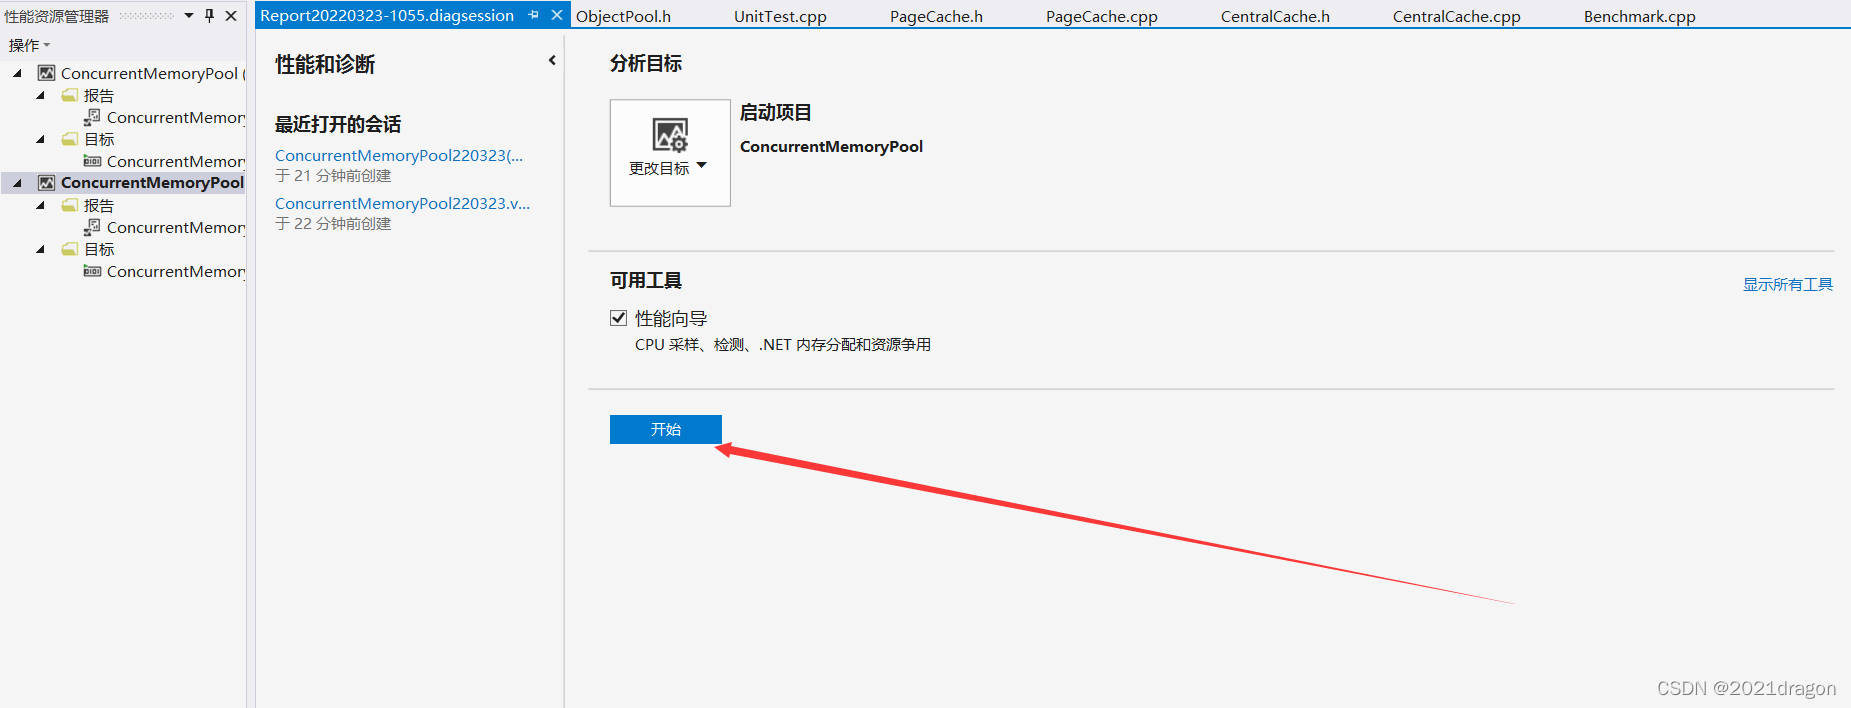 性能资源管理器
操作
ConcurrentMemoryPool (
报告
ConcurrentMemory
目标
ConcurrentMemory
ConcurrentMemoryPool
报告
ConcurrentMemory
目标
ConcurrentMemory
Report20220323-1055.diagsession
ObjectPool.h
UnitTest.cpp
PageCache.h
PageCache.cpp
CentralCache.h
CentralCache.cpp
Benchmark.cpp
性能和诊断
最近打开的会话
ConcurrentMemoryPool220323(...
于 21 分钟前创建
ConcurrentMemoryPool220323.v...
于 22 分钟前创建
分析目标
更改目标
启动项目
ConcurrentMemoryPool
可用工具
显示所有工具
性能向导
CPU 采样、检测、.NET 内存分配和资源争用
开始
CSDN @2021dragon